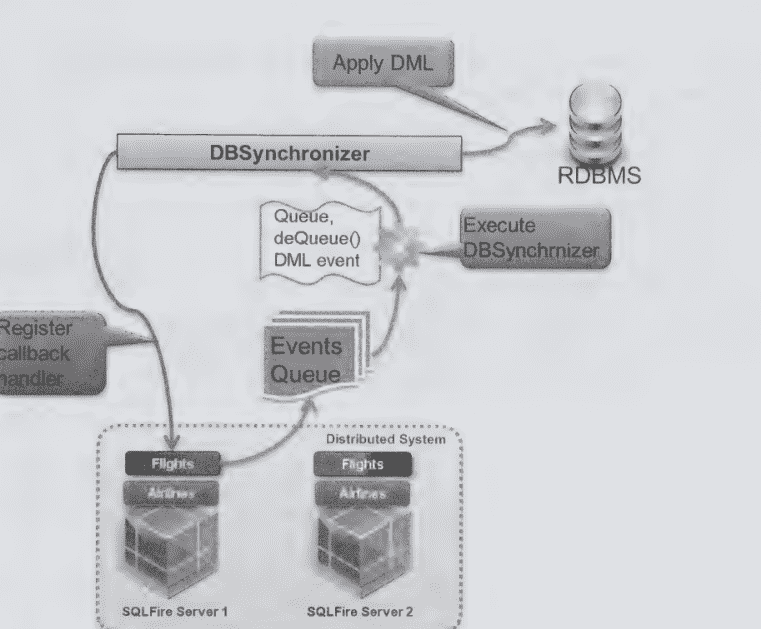 Apply DML
DBSynchronizer
RDBMS
Queue,
deQueue()
DML event
Execute
DBSynchrnizer
Register
callback
handler
Events
Queue
Distributed System
Flights
Flights
Airlines
Airlines
SQLFire Server 1
SQLFire Server 2